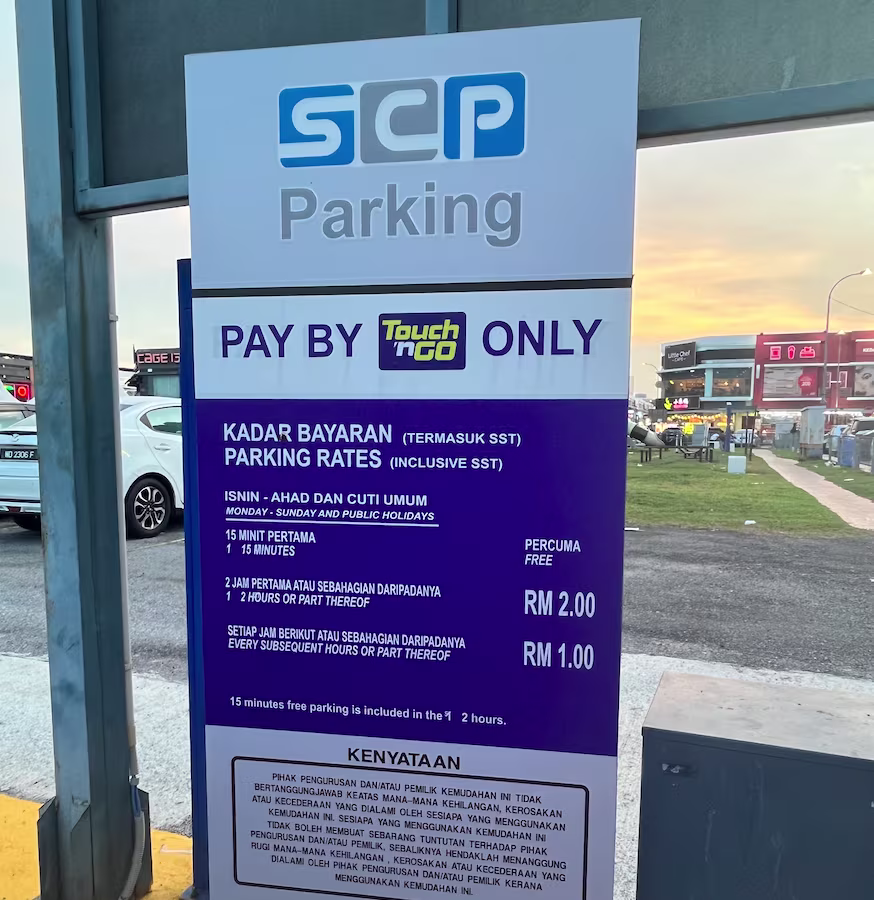 SCP
Parking
PAY BY Touch 'n GO ONLY
KADAR BAYARAN (TERMASUK SST)
PARKING RATES (INCLUSIVE SST)
ISNIN - AHAD DAN CUTI UMUM
MONDAY - SUNDAY AND PUBLIC HOLIDAYS
15 MINIT PERTAMA PERCUMA
1 15 MINUTES FREE
2 JAM PERTAMA ATAU SEBAHAGIAN DARIPADANYA RM 2.00
1 2 HOURS OR PART THEREOF
SETIAP JAM BERIKUT ATAU SEBAHAGIAN DARIPADANYA RM 1.00
EVERY SUBSEQUENT HOURS OR PART THEREOF
15 minutes free parking is included in the 1 2 hours.
KENYATAAN
PIHAK PENGURUSAN DAN/ATAU PEMILIK KEMUDAHAN INI TIDAK
BERTANGGUNGJAWAB KEATAS MANA-MANA KEHILANGAN, KEROSAKAN
ATAU KECEDERAAN YANG DIALAMI OLEH SESIAPA YANG MENGGUNAKAN
KEMUDAHAN INI. SESIAPA YANG MENGGUNAKAN KEMUDAHAN INI
TIDAK BOLEH MEMBUAT SEBARANG TUNTUTAN TERHADAP PIHAK
PENGURUSAN DAN/ATAU PEMILIK, SEBALIKNYA HENDAKLAH MENANGGUNG
RUGI MANA-MANA KEHILANGAN , KEROSAKAN ATAU KECEDERAAN YANG
DIALAMI OLEH PIHAK PENGURUSAN DAN/ATAU PEMILIK KERANA
MENGGUNAKAN KEMUDAHAN INI.
CAGE 13
Little Chef
CAFE